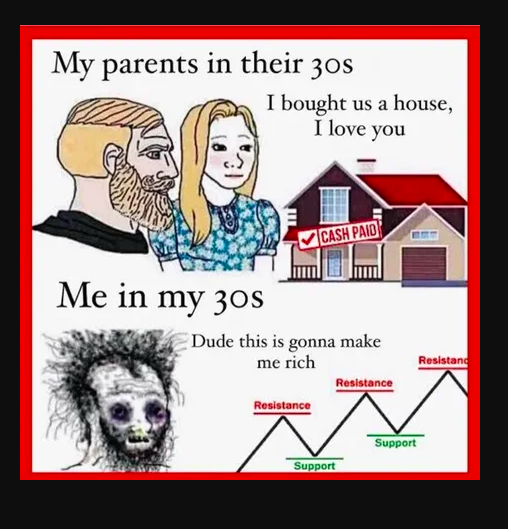 My parents in their 30s
I bought us a house,
I love you
CASH PAID
Me in my 30s
Dude this is gonna make
me rich
Resistanc
Resistance
Resistance
Support
Support